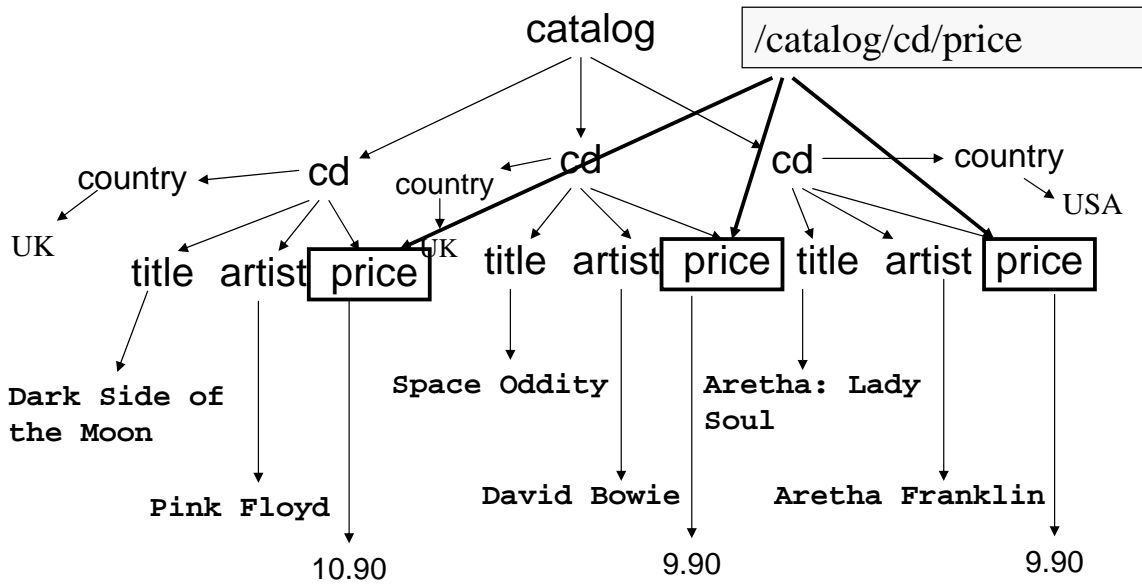 catalog
/catalog/cd/price
country
cd
country
cd
cd
country
UK
UK
USA
title
artist
price
title
artist
price
title
artist
price
Dark Side of
the Moon
Space Oddity
Aretha: Lady
Soul
Pink Floyd
David Bowie
Aretha Franklin
10.90
9.90
9.90